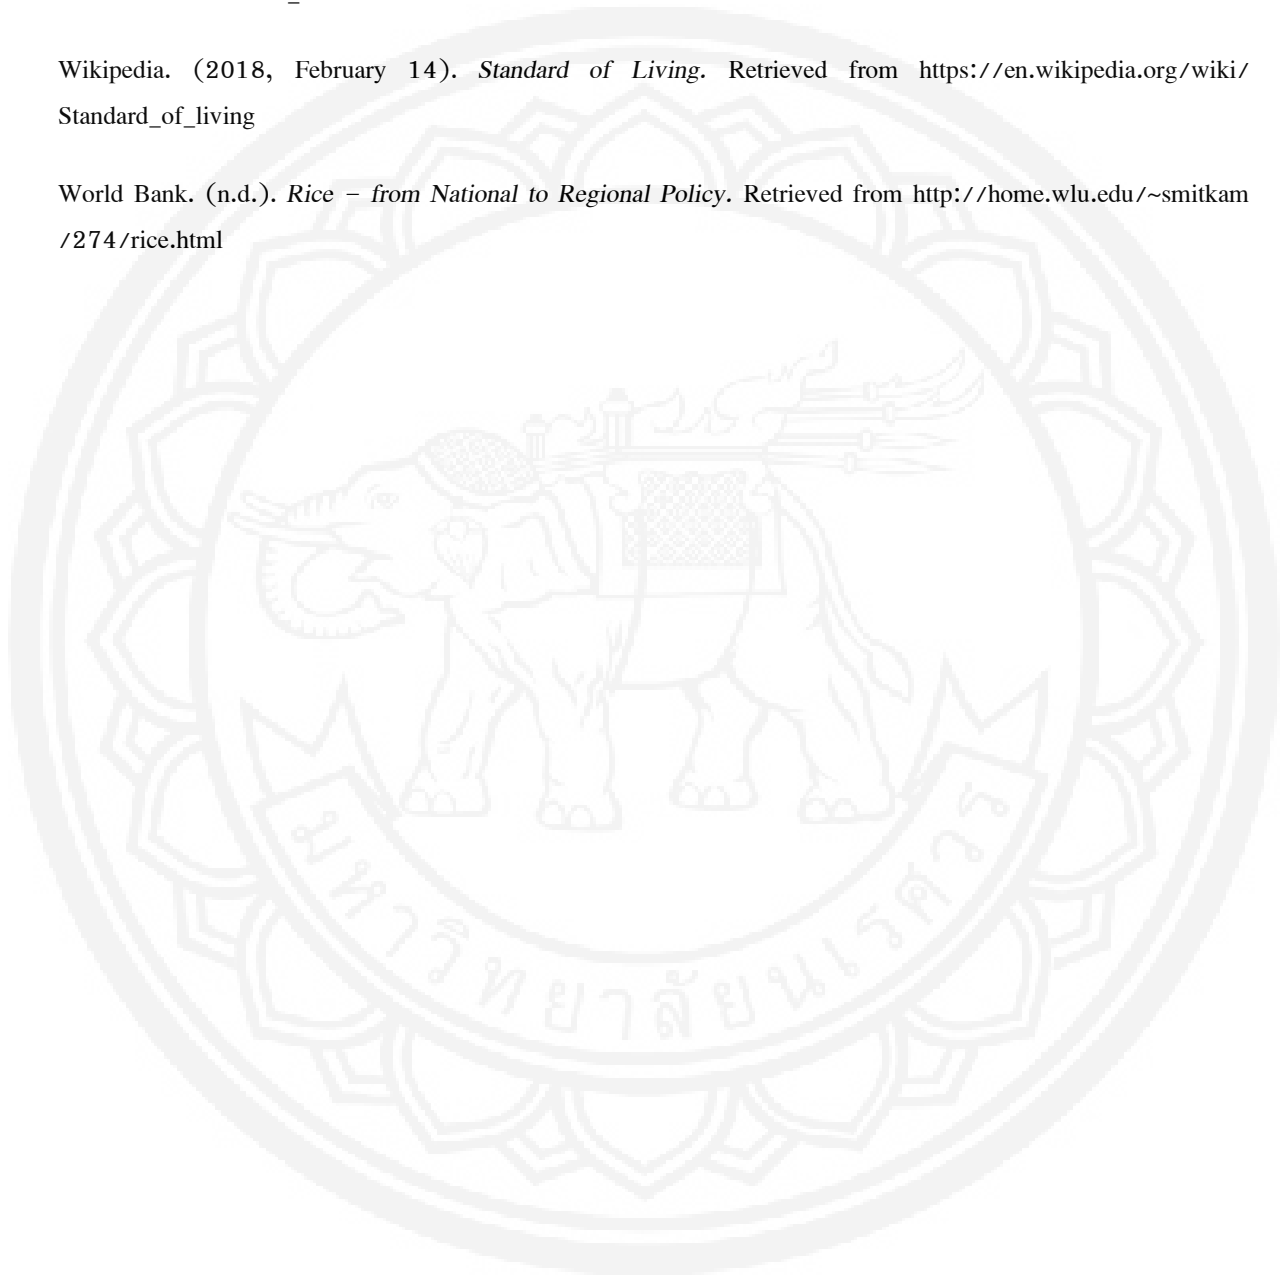 Wikipedia. (2018, February 14). Standard of Living. Retrieved from https://en.wikipedia.org/wiki/
Standard_of_living
World Bank. (n.d.). Rice – from National to Regional Policy. Retrieved from http://home.wlu.edu/~smitkam
/274/rice.html
มหาวิทยาลัยนเรศวร